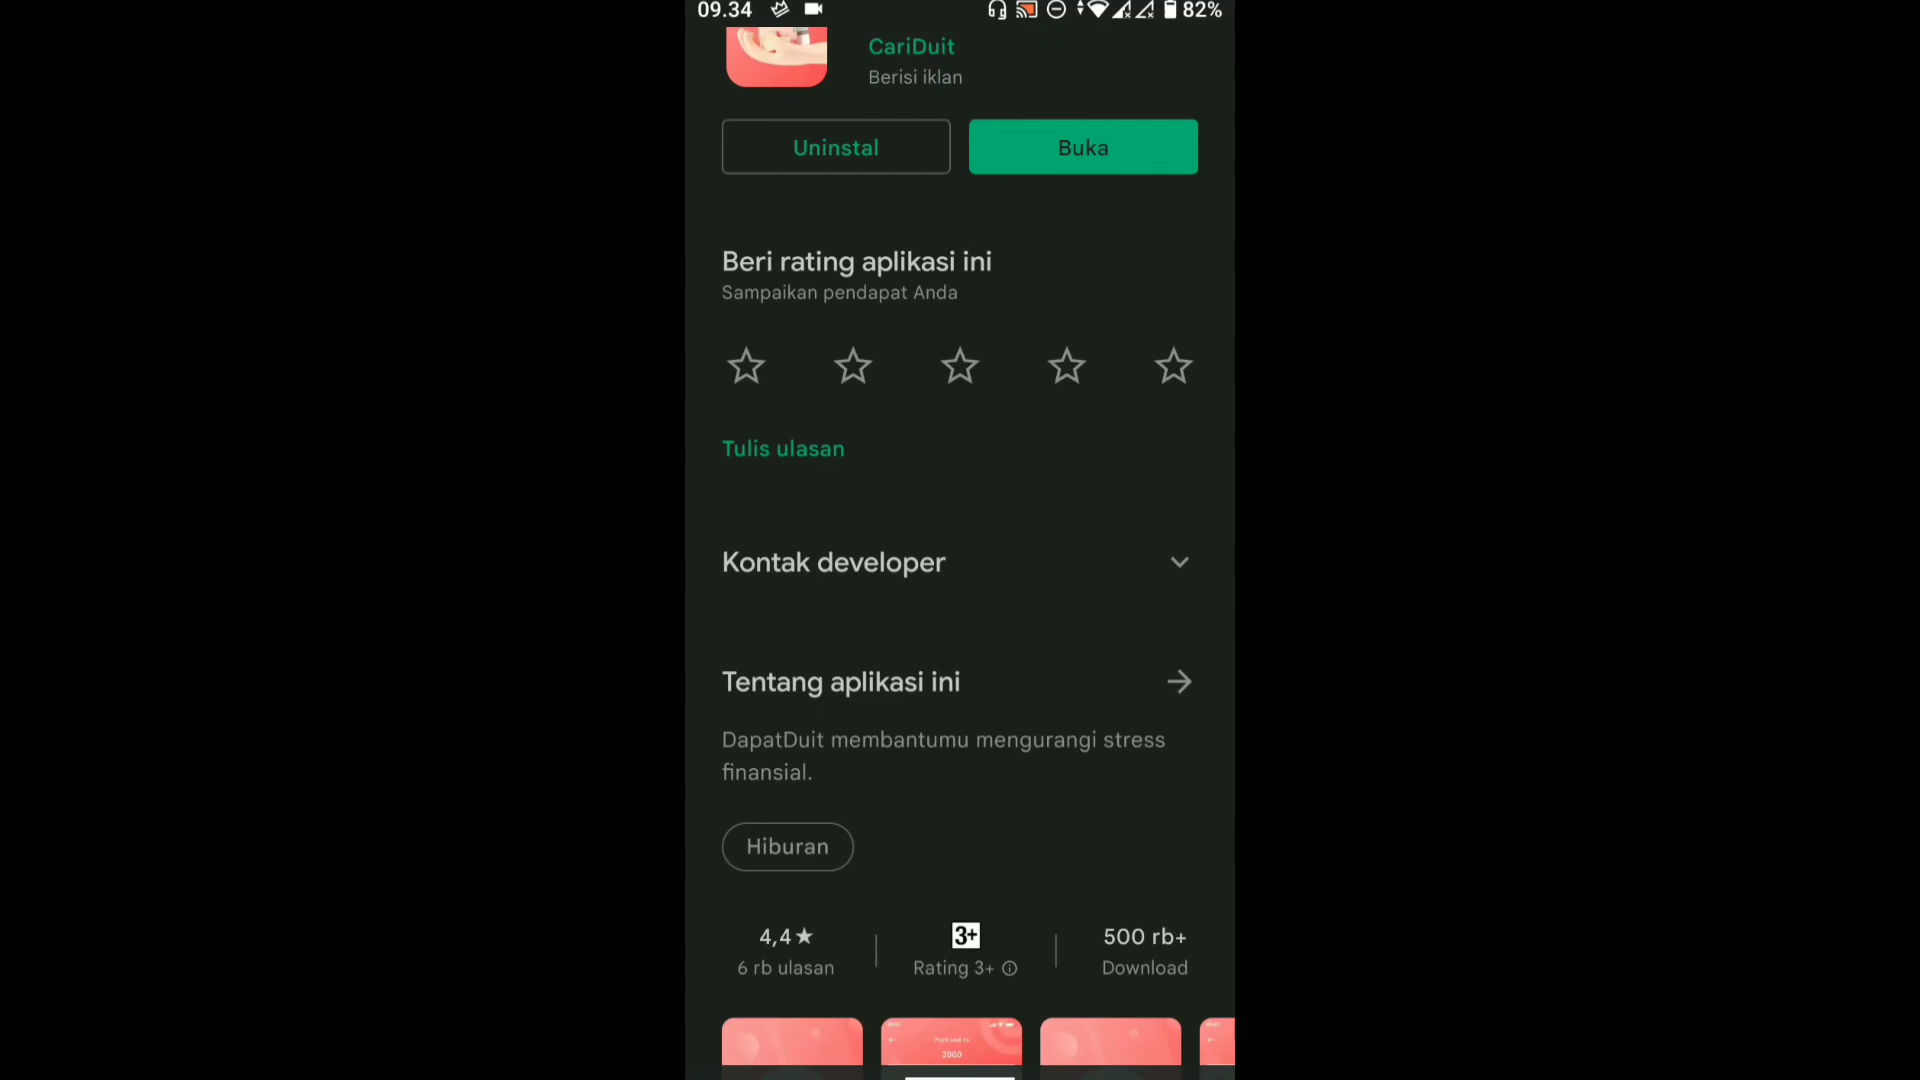 09.34
82%
CariDuit
Berisi iklan
Uninstal
Buka
Beri rating aplikasi ini
Sampaikan pendapat Anda
Tulis ulasan
Kontak developer
Tentang aplikasi ini
DapatDuit membantumu mengurangi stress
finansial.
Hiburan
4,4★
6 rb ulasan
3+
Rating 3+
500 rb+
Download
2000